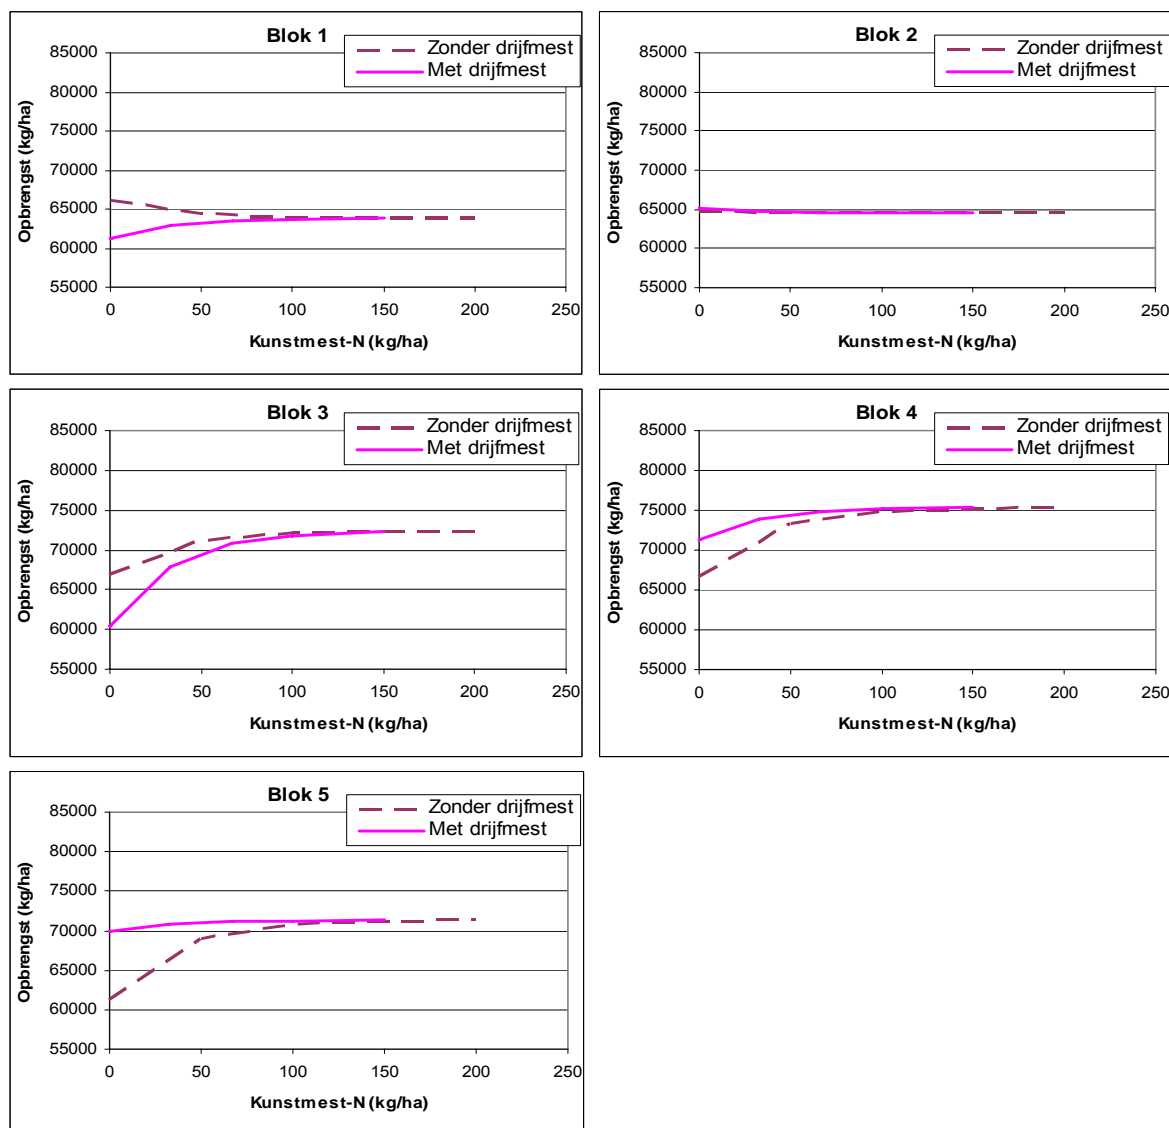 Blok 1
Zonder drijfmest
Met drijfmest
Opbrengst (kg/ha)
85000
80000
75000
70000
65000
60000
55000
0 50 100 150 200 250
Kunstmest-N (kg/ha)
Blok 2
Zonder drijfmest
Met drijfmest
Opbrengst (kg/ha)
85000
80000
75000
70000
65000
60000
55000
0 50 100 150 200 250
Kunstmest-N (kg/ha)
Blok 3
Zonder drijfmest
Met drijfmest
Opbrengst (kg/ha)
85000
80000
75000
70000
65000
60000
55000
0 50 100 150 200 250
Kunstmest-N (kg/ha)
Blok 4
Zonder drijfmest
Met drijfmest
Opbrengst (kg/ha)
85000
80000
75000
70000
65000
60000
55000
0 50 100 150 200 250
Kunstmest-N (kg/ha)
Blok 5
Zonder drijfmest
Met drijfmest
Opbrengst (kg/ha)
85000
80000
75000
70000
65000
60000
55000
0 50 100 150 200 250
Kunstmest-N (kg/ha)